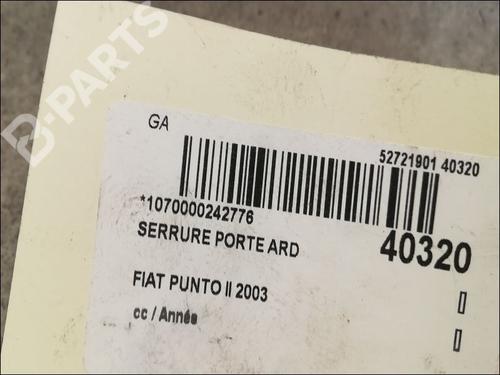 B-PARTS
GA
52721901 40320
*1070000242776
40320
SERRURE PORTE ARD
FIAT PUNTO II 2003
cc / Année